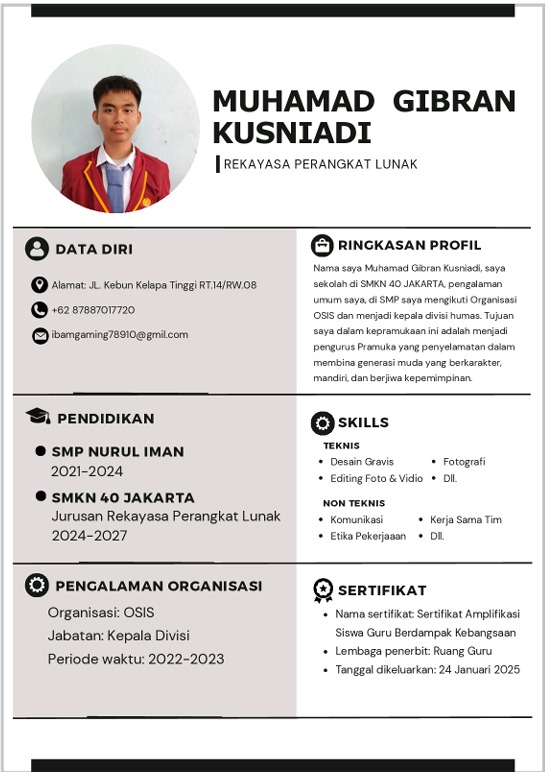 MUHAMAD GIBRAN
KUSNIADI
REKAYASA PERANGKAT LUNAK
DATA DIRI
Alamat: JL. Kebun Kelapa Tinggi RT.14/RW.08
+62 87887017720
ibamgaming78910@gmil.com
RINGKASAN PROFIL
Nama saya Muhamad Gibran Kusniadi, saya
sekolah di SMKN 40 JAKARTA, pengalaman
umum saya, di SMP saya mengikuti Organisasi
OSIS dan menjadi kepala divisi humas. Tujuan
saya dalam kepramukaan ini adalah menjadi
pengurus Pramuka yang penyelamatan dalam
membina generasi muda yang berkarakter,
mandiri, dan berjiwa kepemimpinan.
PENDIDIKAN
SMP NURUL IMAN
2021-2024
SMKN 40 JAKARTA
Jurusan Rekayasa Perangkat Lunak
2024-2027
SKILLS
TEKNIS
Desain Gravis
Editing Foto & Vidio
Fotografi
Dll.
NON TEKNIS
Komunikasi
Etika Pekerjaaan
Kerja Sama Tim
Dll.
PENGALAMAN ORGANISASI
Organisasi: OSIS
Jabatan: Kepala Divisi
Periode waktu: 2022-2023
SERTIFIKAT
Nama sertifikat: Sertifikat Amplifikasi
Siswa Guru Berdampak Kebangsaan
Lembaga penerbit: Ruang Guru
Tanggal dikeluarkan: 24 Januari 2025